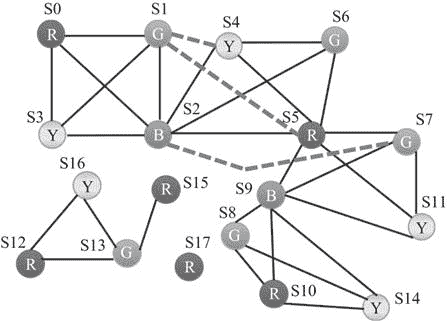 S0 S1 S4 S6
R G Y G
S3 S2 S5 S7
Y B R G
S16 S15 S9 S11
Y R B Y
S12 S13 S17 S8
R G R G
S10 S14
R Y